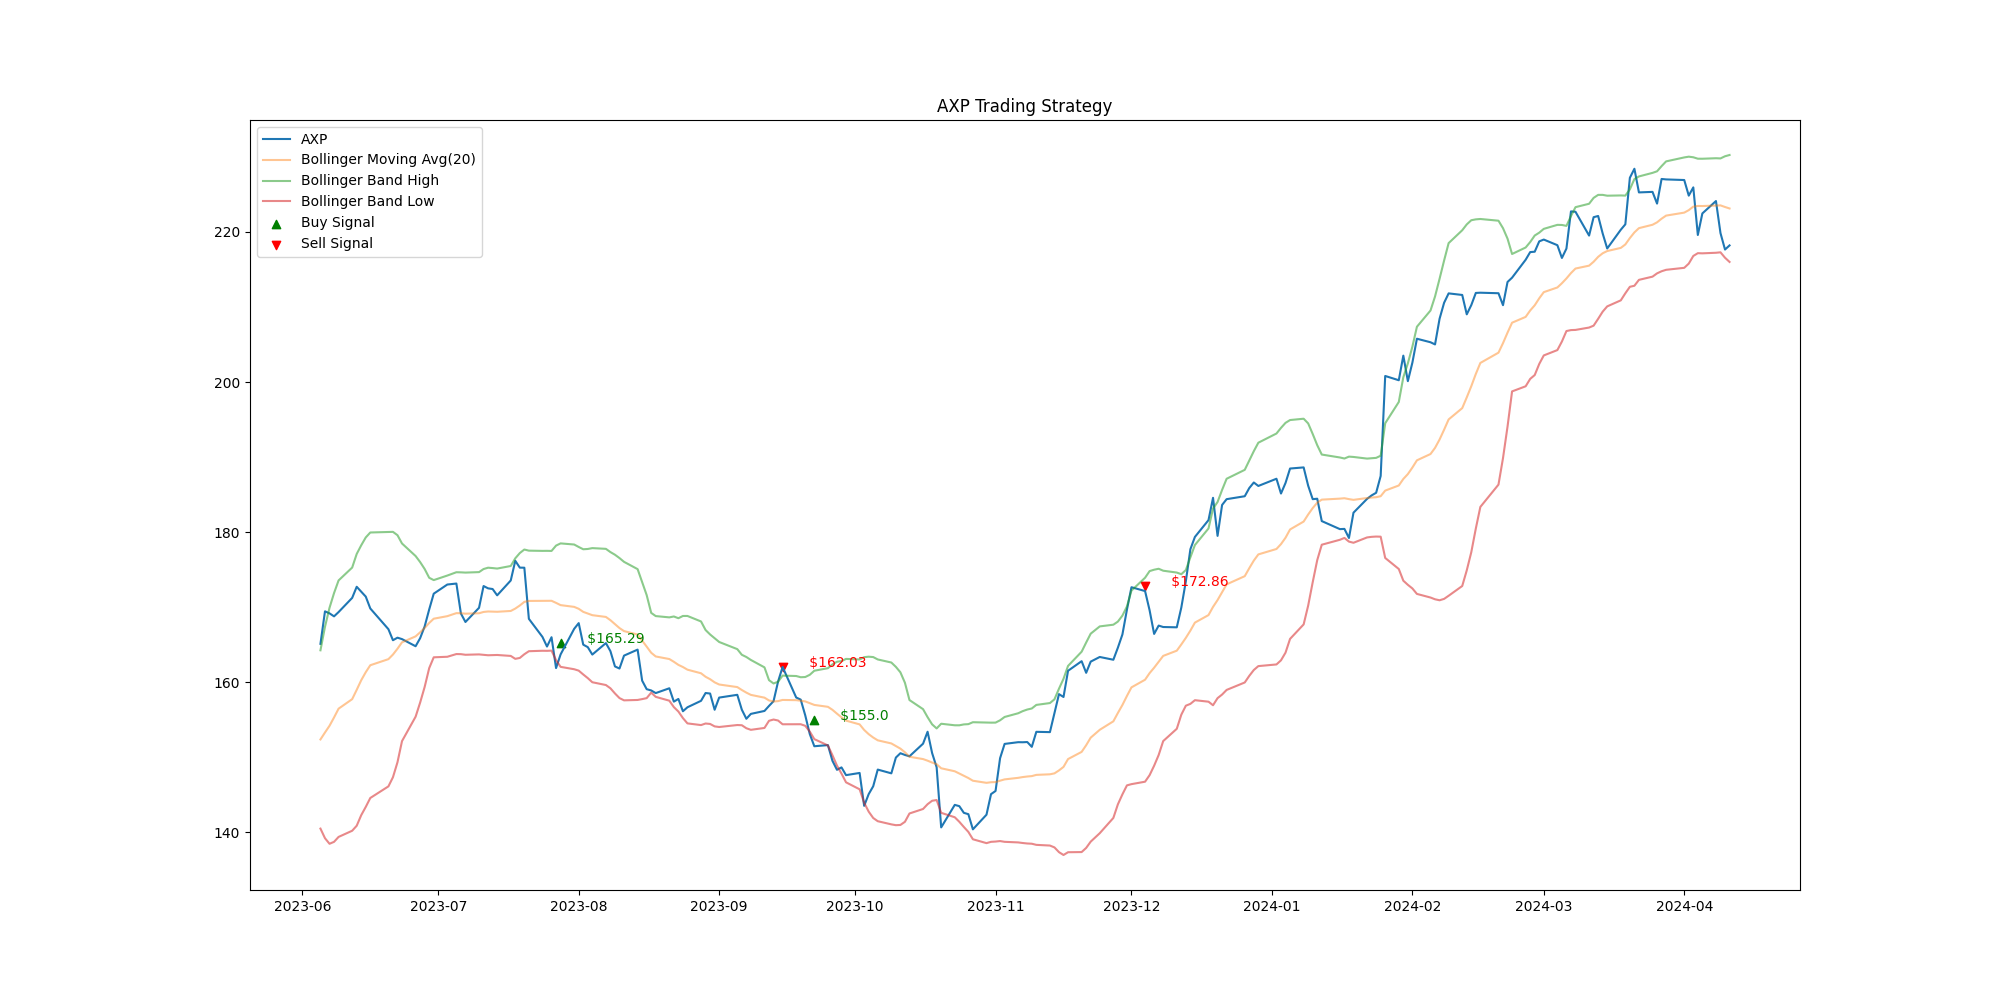 AXP Trading Strategy
AXP
Bollinger Moving Avg(20)
Bollinger Band High
Bollinger Band Low
Buy Signal
Sell Signal
220
200
180
160
140
$165.29
$162.03
$155.0
$172.86
2023-06 2023-07 2023-08 2023-09 2023-10 2023-11 2023-12 2024-01 2024-02 2024-03 2024-04